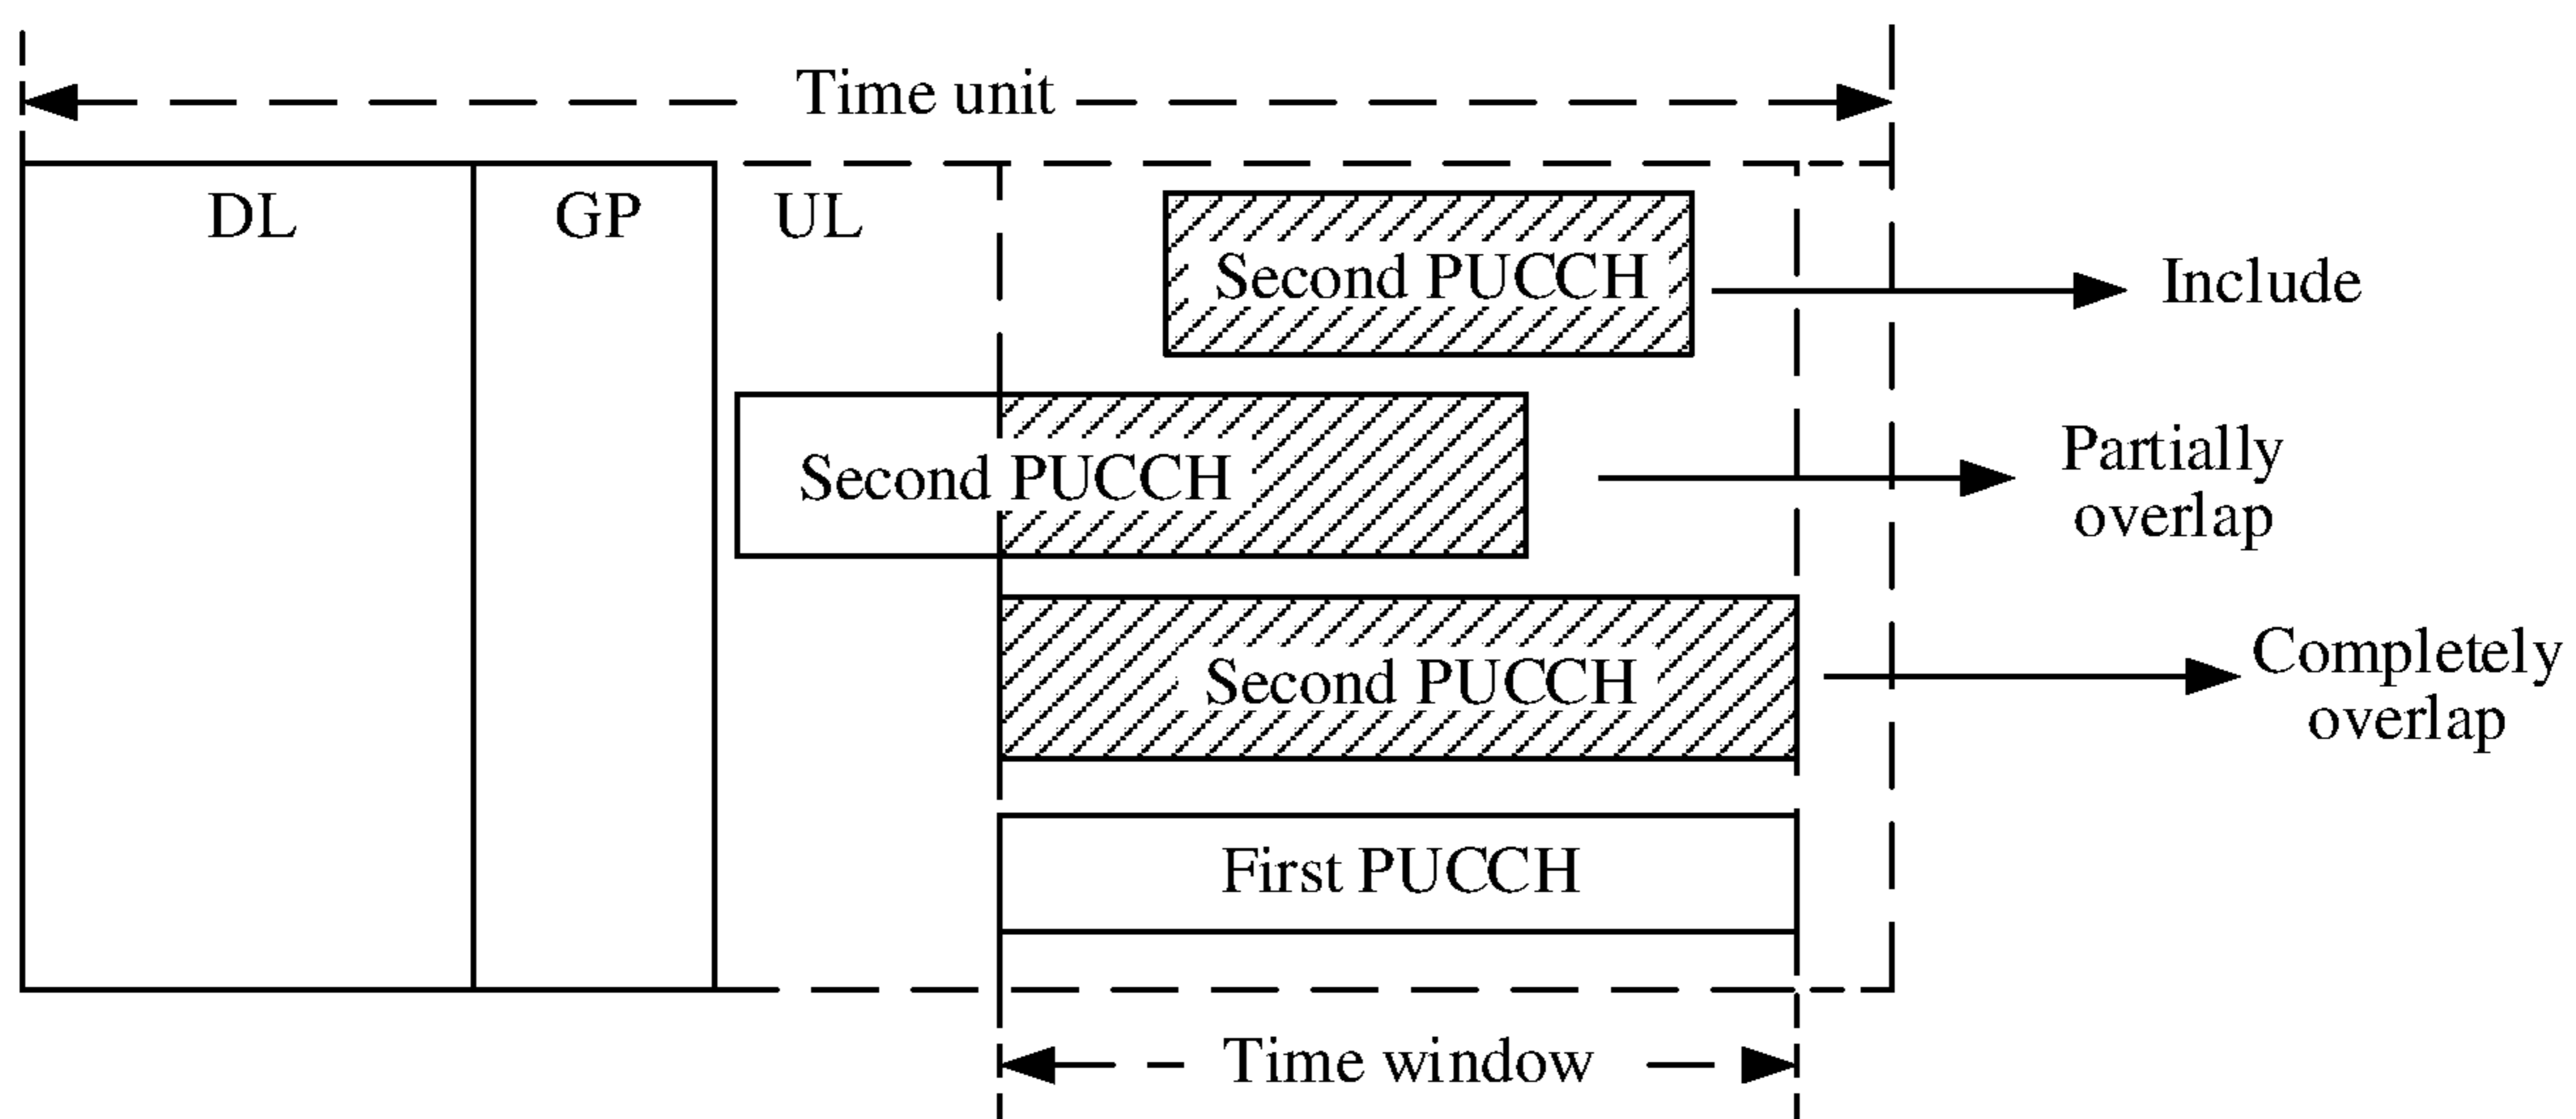 Time unit
DL
GP
UL
Second PUCCH
Include
Second PUCCH
Partially
overlap
Second PUCCH
Completely
overlap
First PUCCH
Time window